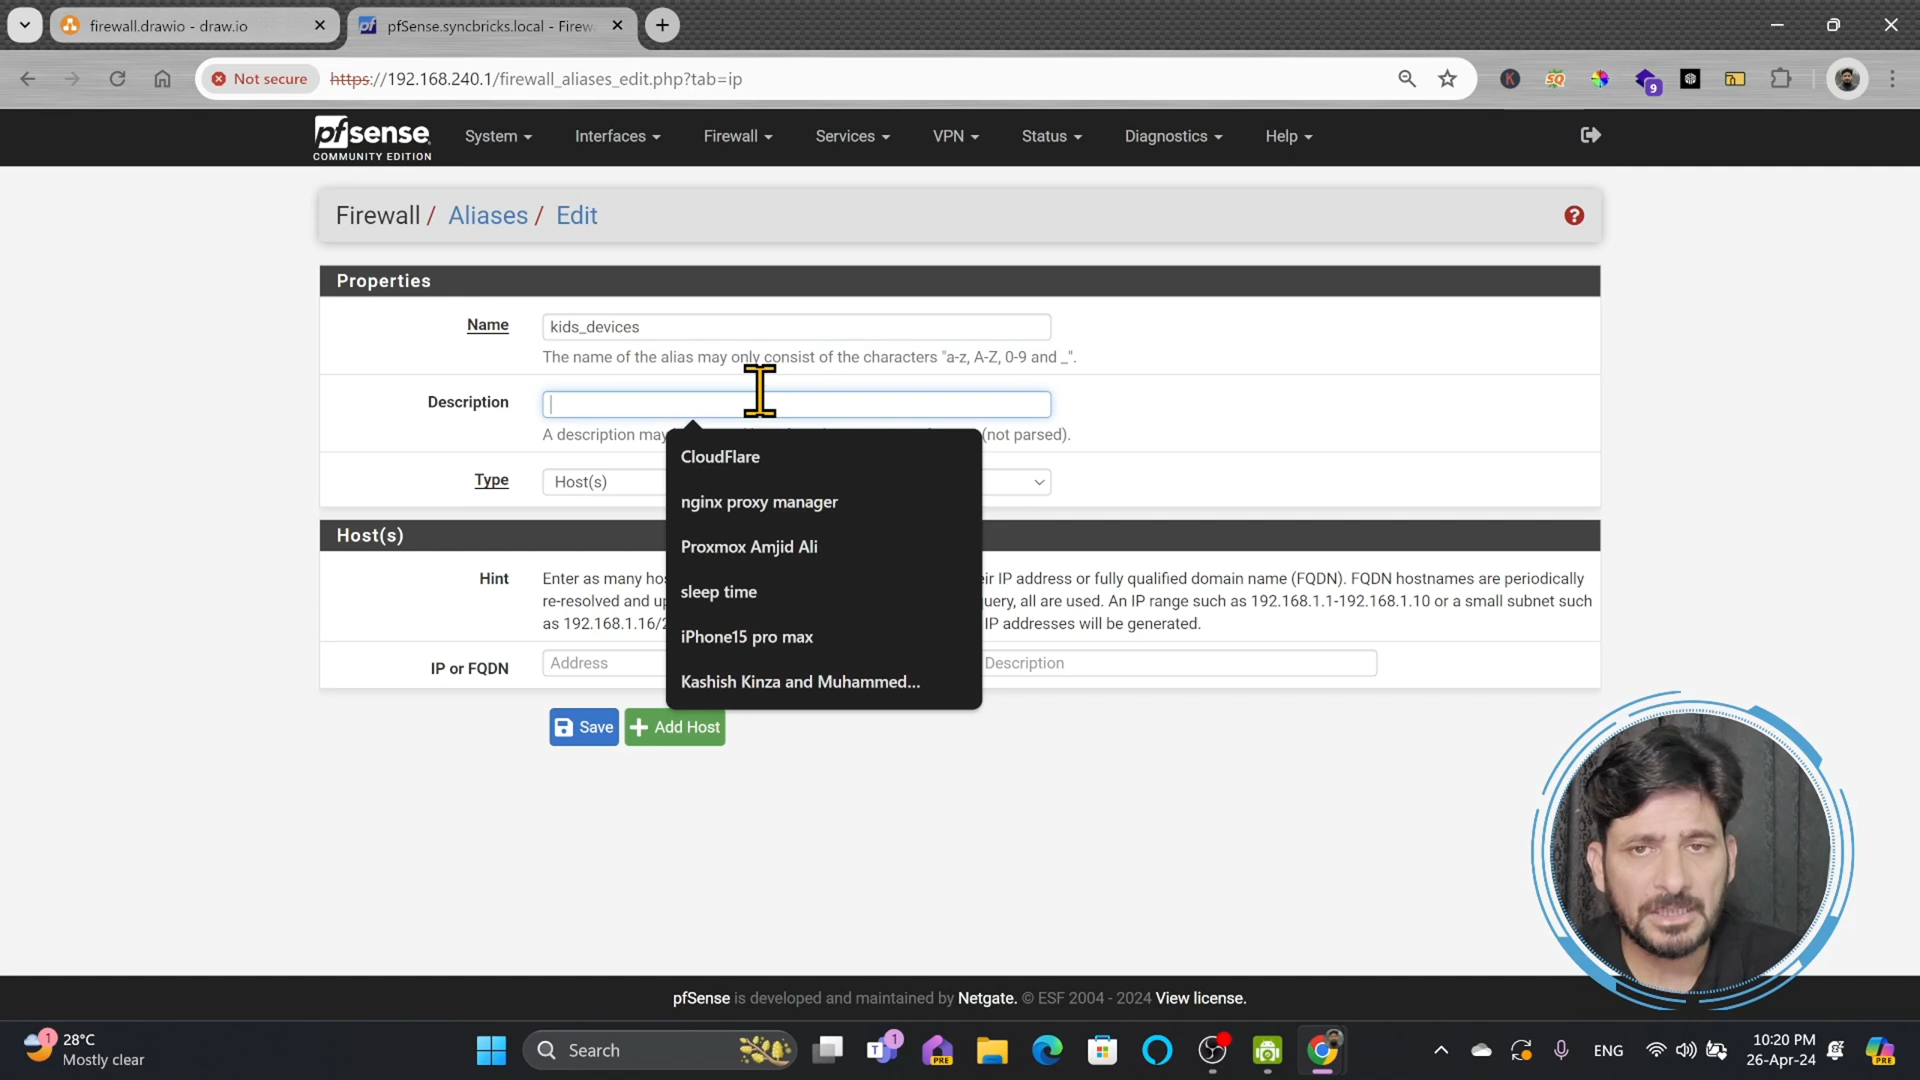 firewall.drawio - draw.io
pfSense.syncbricks.local - Firew
Not secure
https://192.168.240.1/firewall_aliases_edit.php?tab=ip
9
pfsense
COMMUNITY EDITION
System
Interfaces
Firewall
Services
VPN
Status
Diagnostics
Help
Firewall / Aliases / Edit
Properties
Name
kids_devices
The name of the alias may only consist of the characters "a-z, A-Z, 0-9 and _".
Description
A description may (not parsed).
Type
Host(s)
CloudFlare
nginx proxy manager
Proxmox Amjid Ali
sleep time
iPhone15 pro max
Kashish Kinza and Muhammed...
Host(s)
Hint
Enter as many ho eir IP address or fully qualified domain name (FQDN). FQDN hostnames are periodically
re-resolved and up uery, all are used. An IP range such as 192.168.1.1-192.168.1.10 or a small subnet such
as 192.168.1.16/2 IP addresses will be generated.
IP or FQDN
Address
Description
Save
Add Host
pfSense is developed and maintained by Netgate. © ESF 2004 - 2024 View license.
1
28°C
Mostly clear
Search
1
PRE
ENG
10:20 PM
26-Apr-24
PRE